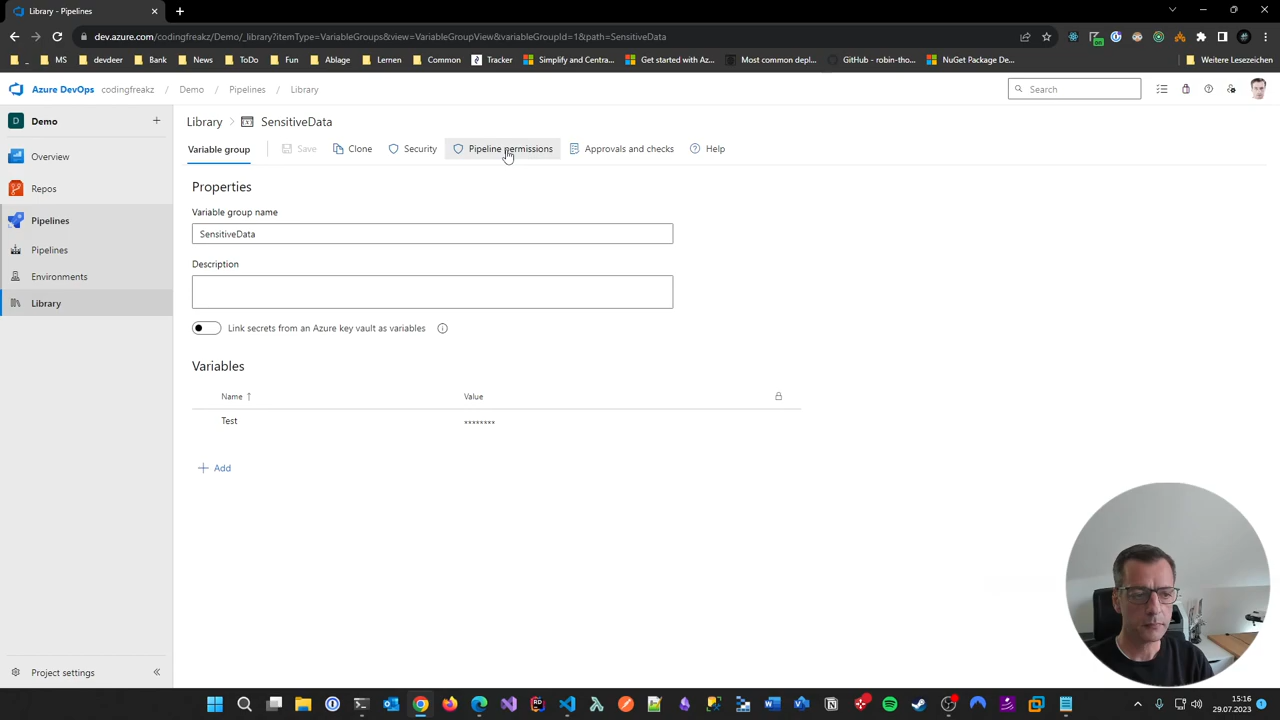 Library - Pipelines
dev.azure.com/codingfreakz/Demo/_library?itemType=VariableGroups&view=VariableGroupView&variableGroupId=1&path=SensitiveData
.. MS devdeer Bank News ToDo Fun Ablage Lernen Common Tracker Simplify and Centra... Get started with Az... Most common depl... GitHub - robin-tho... NuGet Package De... Weitere Lesezeichen
Azure DevOps codingfreakz / Demo / Pipelines / Library Search
Demo
Overview
Repos
Pipelines
Pipelines
Environments
Library
Project settings
Library > SensitiveData
Variable group Save Clone Security Pipeline permissions Approvals and checks Help
Properties
Variable group name
SensitiveData
Description
Link secrets from an Azure key vault as variables
Variables
Name ↑ Value
Test ********
+ Add
15:16
29.07.2023